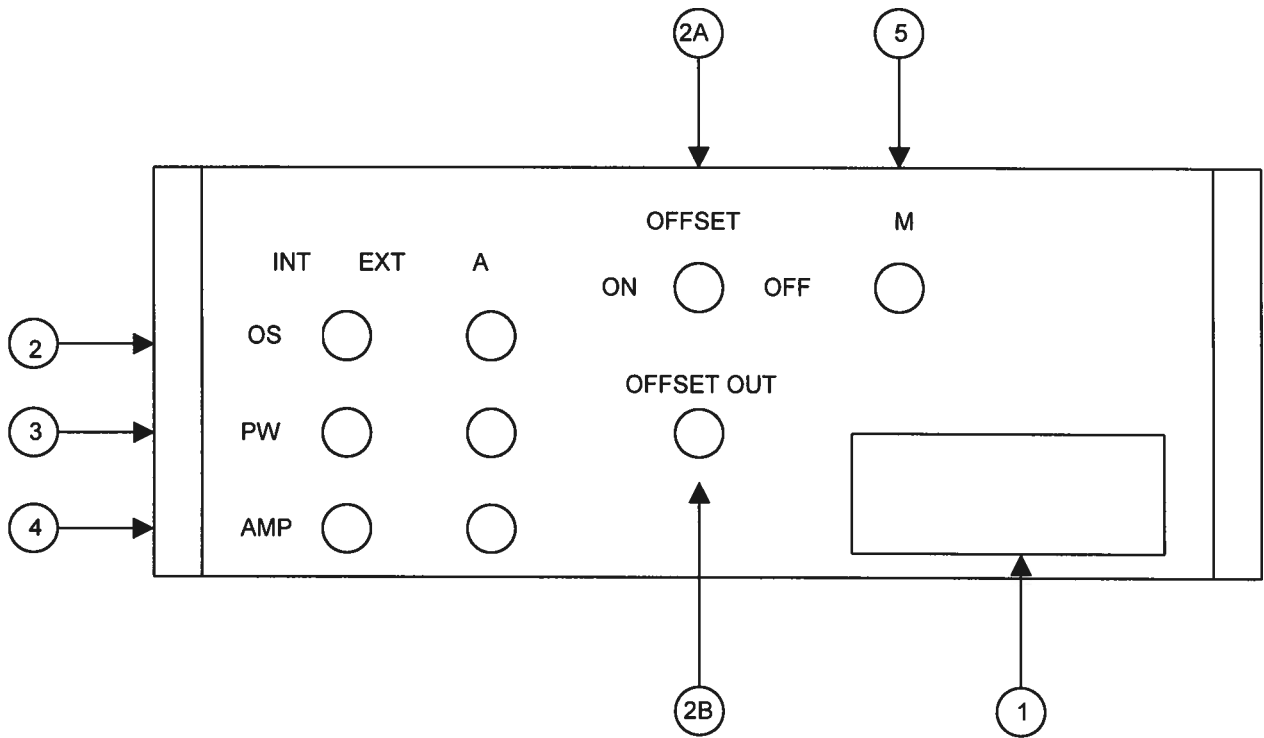 2A 5
OFFSET M
INT EXT A
ON OFF
2 OS
OFFSET OUT
3 PW
4 AMP
2B 1